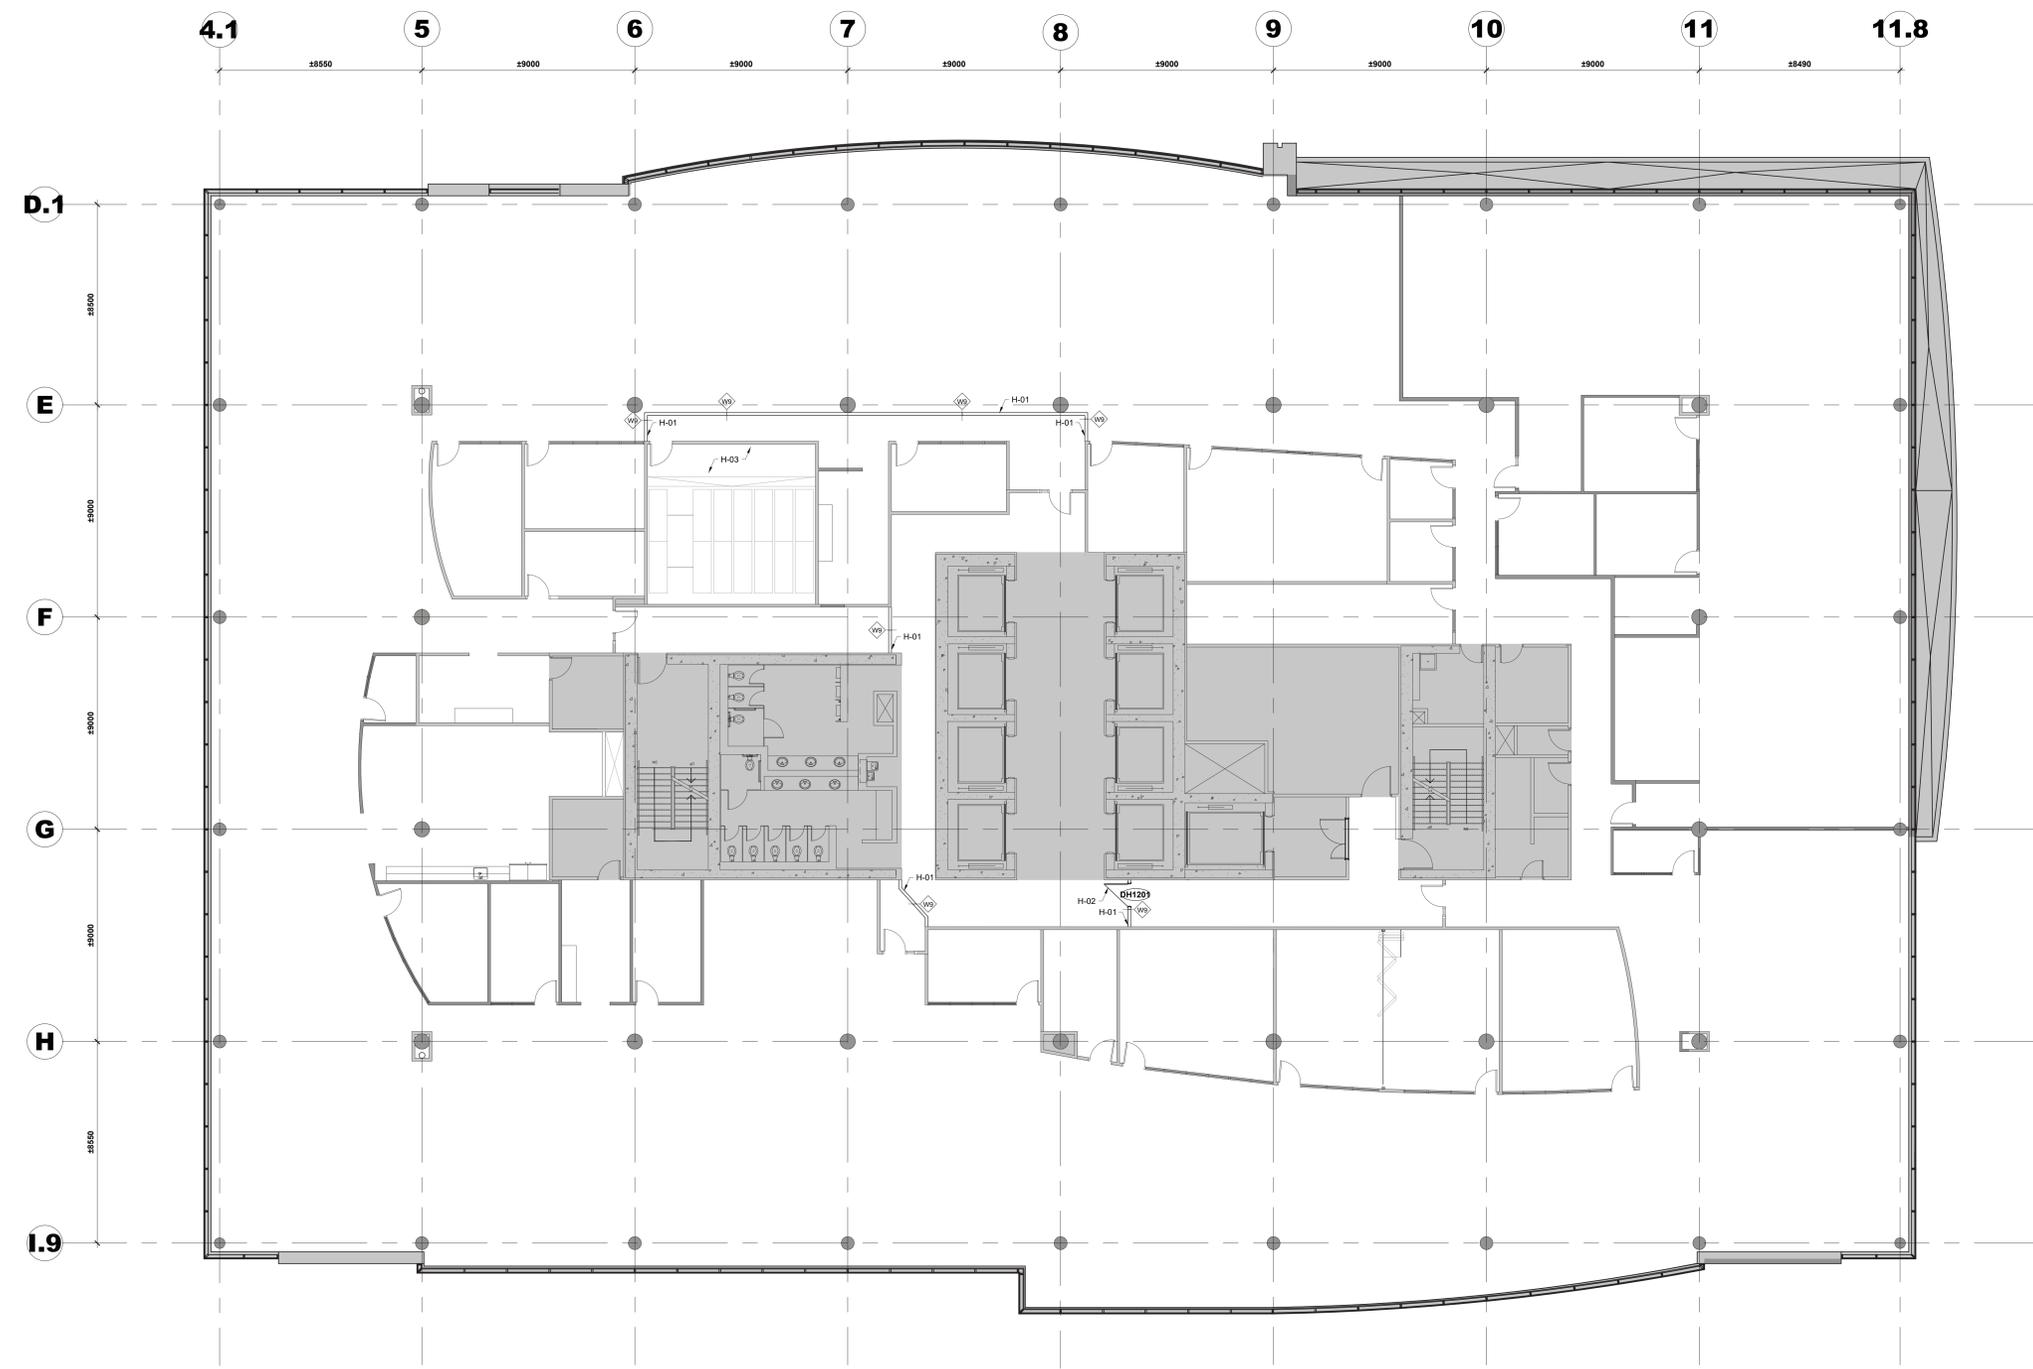 4.1 5 6 7 8 9 10 11 11.8
±8550 ±9000 ±9000 ±9000 ±9000 ±9000 ±9000 ±8490
D.1
±8500
E
W9 W9 H-01
W9 H-01 H-01 W9
H-03
±9000
F
W9 H-01
±9000
G
H-01
DH1201
H-02
W9 H-01 W9
±9000
H
±8550
I.9